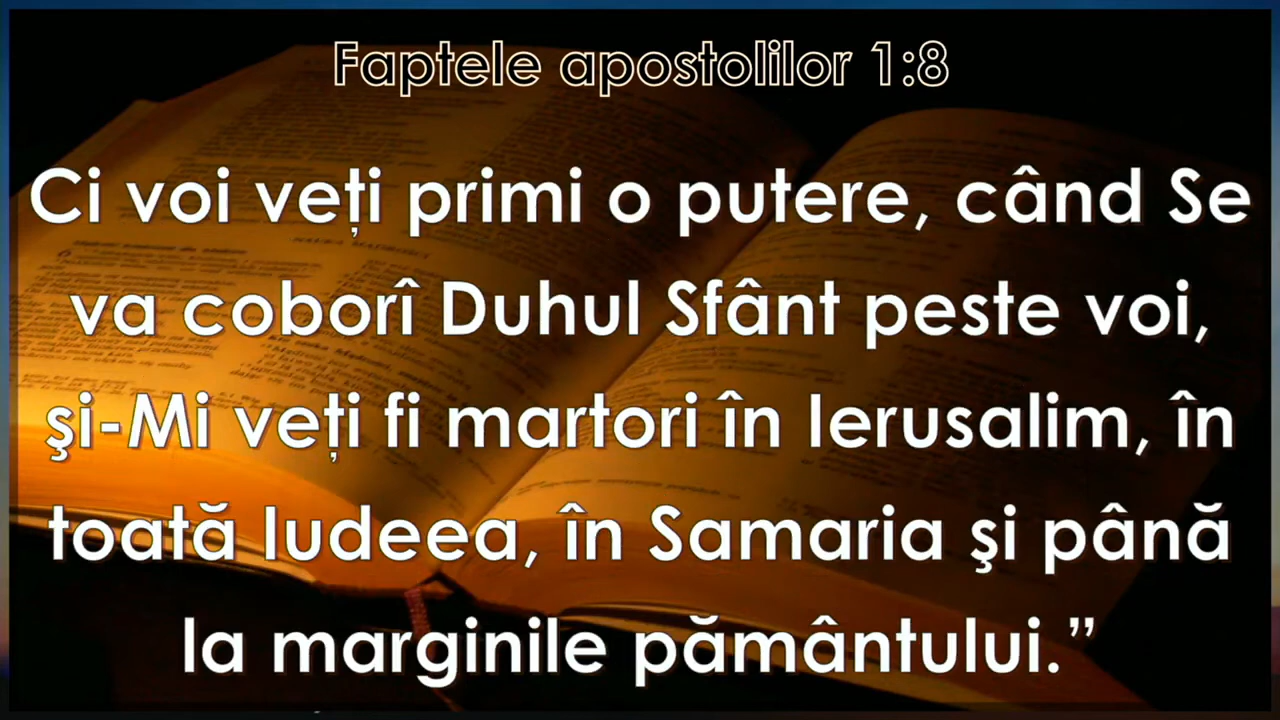 Faptele apostolilor 1:8
Ci voi veți primi o putere, când Se
va coborî Duhul Sfânt peste voi,
şi-Mi veți fi martori în Ierusalim, în
toată Iudeea, în Samaria şi până
la marginile pământului.”